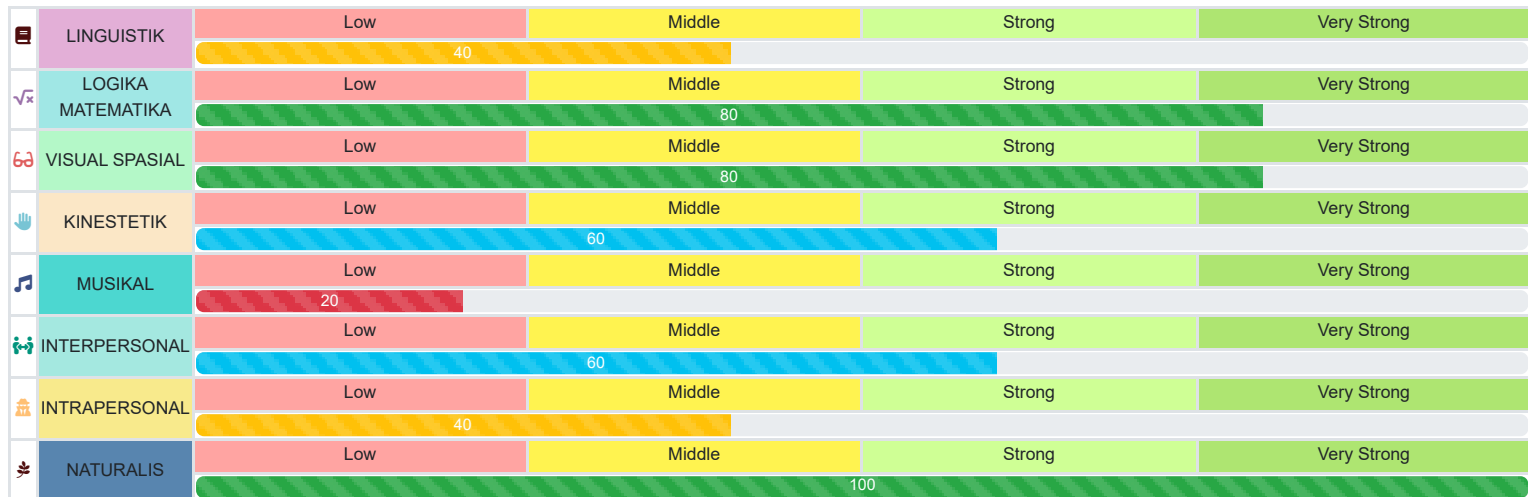 LINGUISTIK
Low Middle Strong Very Strong
40
LOGIKA
MATEMATIKA
Low Middle Strong Very Strong
80
VISUAL SPASIAL
Low Middle Strong Very Strong
80
KINESTETIK
Low Middle Strong Very Strong
60
MUSIKAL
Low Middle Strong Very Strong
20
INTERPERSONAL
Low Middle Strong Very Strong
60
INTRAPERSONAL
Low Middle Strong Very Strong
40
NATURALIS
Low Middle Strong Very Strong
100